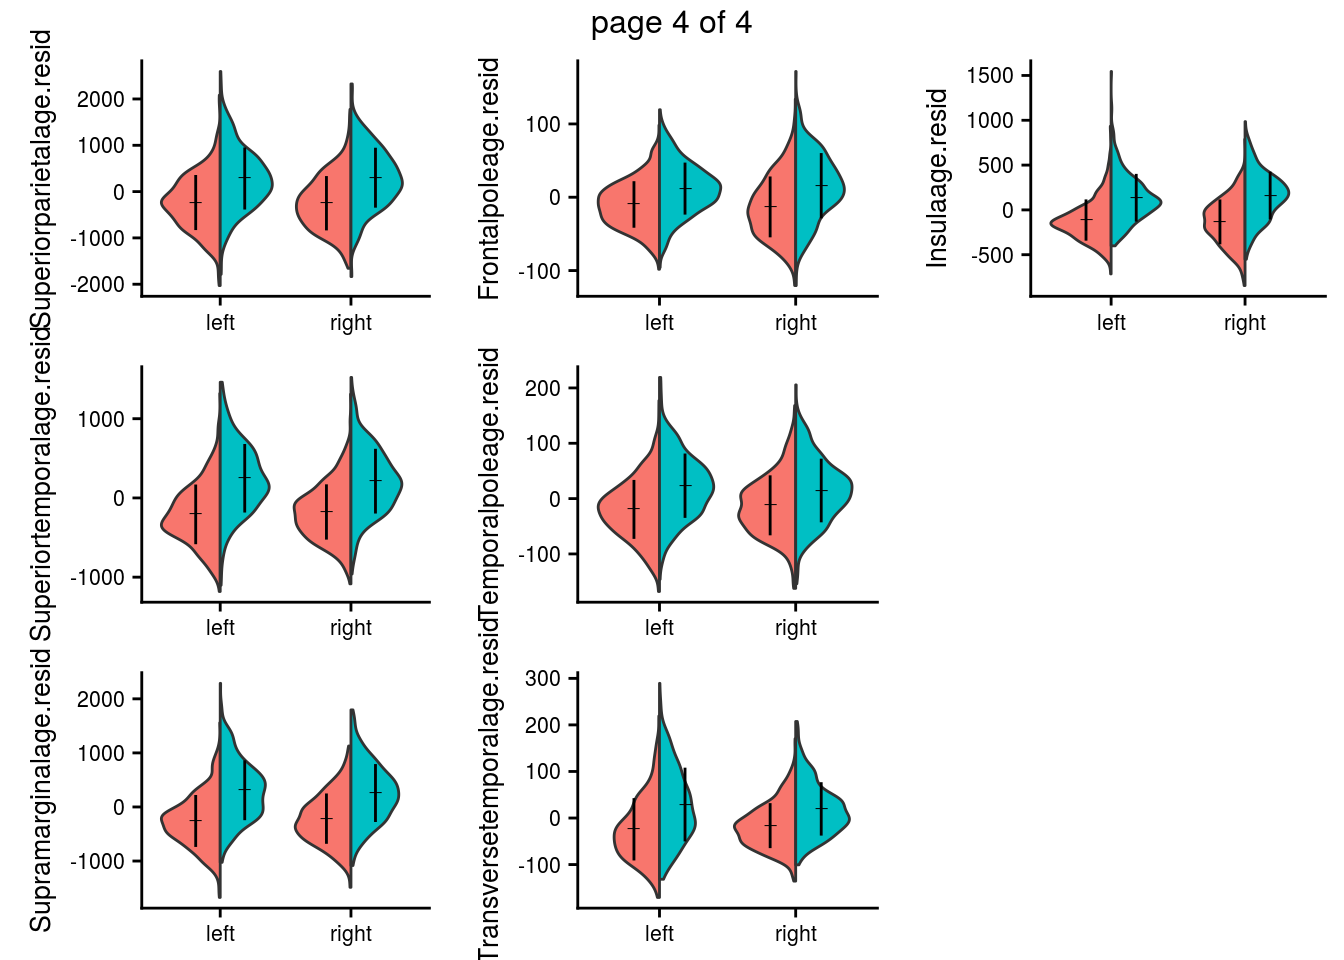 page 4 of 4
Superiorparietalage.resid
2000
1000
0
-1000
-2000
left right
Frontalpoleage.resid
100
0
-100
left right
Insulaage.resid
1500
1000
500
0
-500
left right
Superiortemporalage.resid
1000
0
-1000
left right
Temporalpoleage.resid
200
100
0
-100
left right
Supramarginalage.resid
2000
1000
0
-1000
left right
Transversetemporalage.resid
300
200
100
0
-100
left right